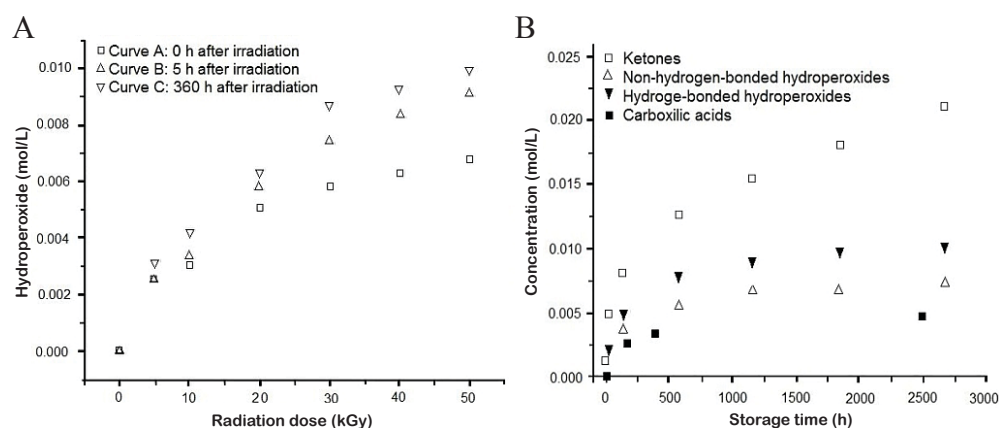 A
□ Curve A: 0 h after irradiation
△ Curve B: 5 h after irradiation
▽ Curve C: 360 h after irradiation
Hydroperoxide (mol/L)
0.010
0.008
0.006
0.004
0.002
0.000
0 10 20 30 40 50
Radiation dose (kGy)
B
□ Ketones
△ Non-hydrogen-bonded hydroperoxides
▼ Hydroge-bonded hydroperoxides
■ Carboxilic acids
Concentration (mol/L)
0.025
0.020
0.015
0.010
0.005
0.000
0 500 1000 1500 2000 2500 3000
Storage time (h)